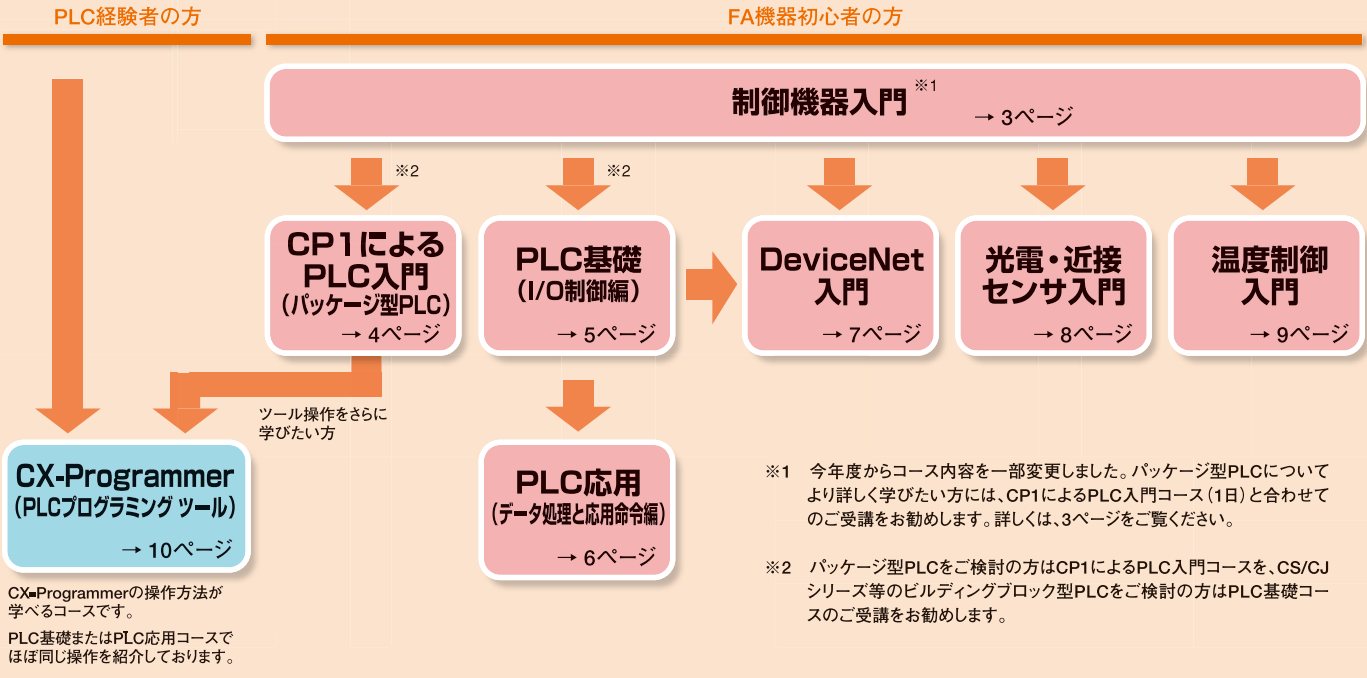 PLC経験者の方
FA機器初心者の方
制御機器入門 ※1
→ 3ページ
※2
※2
CP1による
PLC入門
（パッケージ型PLC）
→ 4ページ
PLC基礎
（I/O制御編）
→ 5ページ
DeviceNet
入門
→ 7ページ
光電・近接
センサ入門
→ 8ページ
温度制御
入門
→ 9ページ
ツール操作をさらに
学びたい方
CX-Programmer
（PLCプログラミング ツール）
→ 10ページ
PLC応用
（データ処理と応用命令編）
→ 6ページ
CX-Programmerの操作方法が
学べるコースです。
PLC基礎またはPLC応用コースで
ほぼ同じ操作を紹介しております。
※1 今年度からコース内容を一部変更しました。パッケージ型PLCについて
より詳しく学びたい方には、CP1によるPLC入門コース（1日）と合わせて
のご受講をお勧めします。詳しくは、3ページをご覧ください。
※2 パッケージ型PLCをご検討の方はCP1によるPLC入門コースを、CS/CJ
シリーズ等のビルディングブロック型PLCをご検討の方はPLC基礎コー
スのご受講をお勧めします。